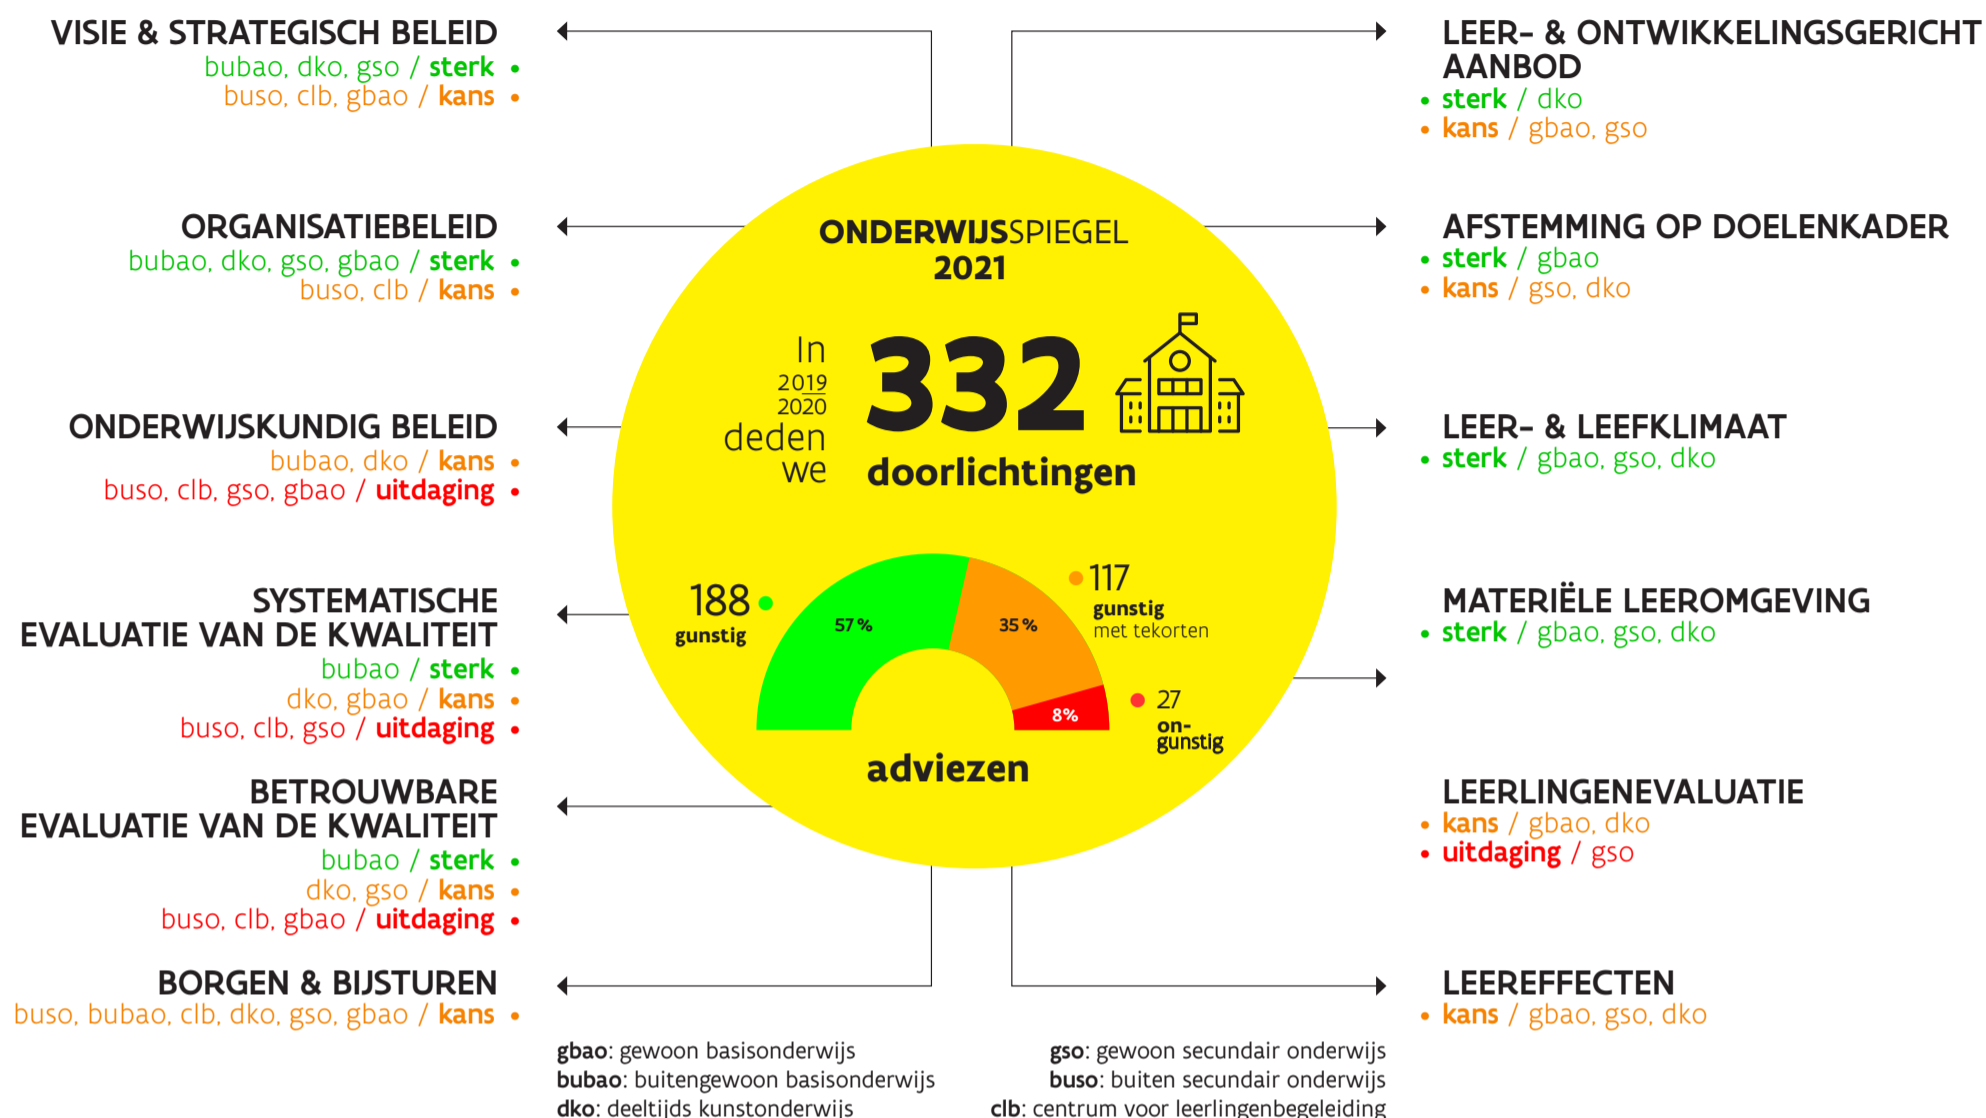 VISIE & STRATEGISCH BELEID
bubao, dko, gso / sterk •
buso, clb, gbao / kans •
ORGANISATIEBELEID
bubao, dko, gso, gbao / sterk •
buso, clb / kans •
ONDERWIJSKUNDIG BELEID
bubao, dko / kans •
buso, clb, gso, gbao / uitdaging •
SYSTEMATISCHE
EVALUATIE VAN DE KWALITEIT
bubao / sterk •
dko, gbao / kans •
buso, clb, gso / uitdaging •
BETROUWBARE
EVALUATIE VAN DE KWALITEIT
bubao / sterk •
dko, gso / kans •
buso, clb, gbao / uitdaging •
BORGEN & BIJSTUREN
buso, bubao, clb, dko, gso, gbao / kans •
ONDERWIJSSPIEGEL
2021
In
2019
2020
deden
we
332
doorlichtingen
188
gunstig
57 %
35 %
8%
117
gunstig
met tekorten
27
on-
gunstig
adviezen
LEER- & ONTWIKKELINGSGERICHT
AANBOD
• sterk / dko
• kans / gbao, gso
AFSTEMMING OP DOELENKADER
• sterk / gbao
• kans / gso, dko
LEER- & LEEFKLIMAAT
• sterk / gbao, gso, dko
MATERIËLE LEEROMGEVING
• sterk / gbao, gso, dko
LEERLINGENEVALUATIE
• kans / gbao, dko
• uitdaging / gso
LEEREFFECTEN
• kans / gbao, gso, dko
gbao: gewoon basisonderwijs
bubao: buitengewoon basisonderwijs
dko: deeltijds kunstonderwijs
gso: gewoon secundair onderwijs
buso: buiten secundair onderwijs
clb: centrum voor leerlingenbegeleiding